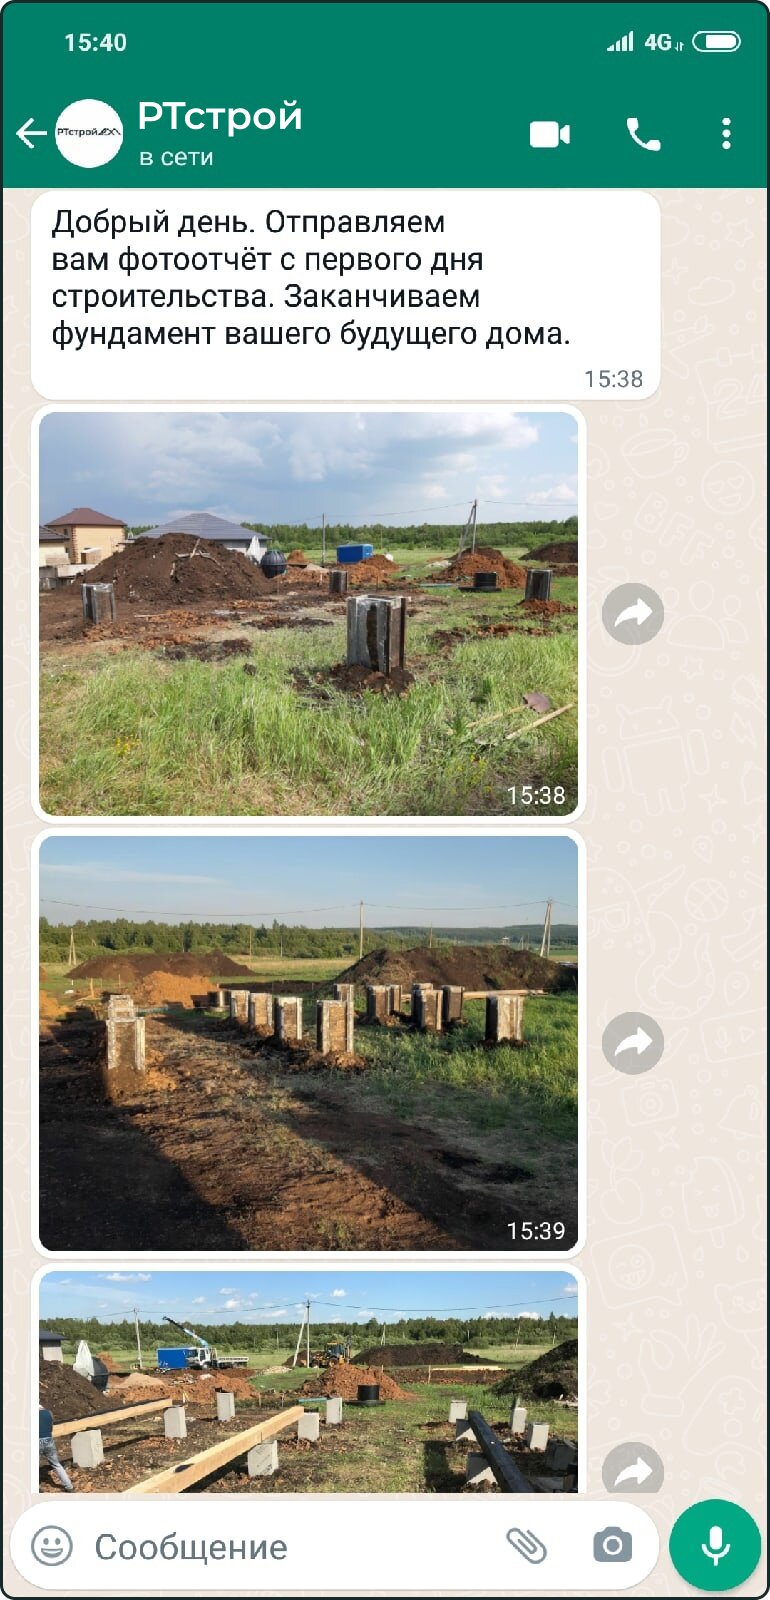 15:40
4G
РТстрой
РТстрой
в сети
Добрый день. Отправляем
вам фотоотчёт с первого дня
строительства. Заканчиваем
фундамент вашего будущего дома.
15:38
15:38
15:39
Сообщение